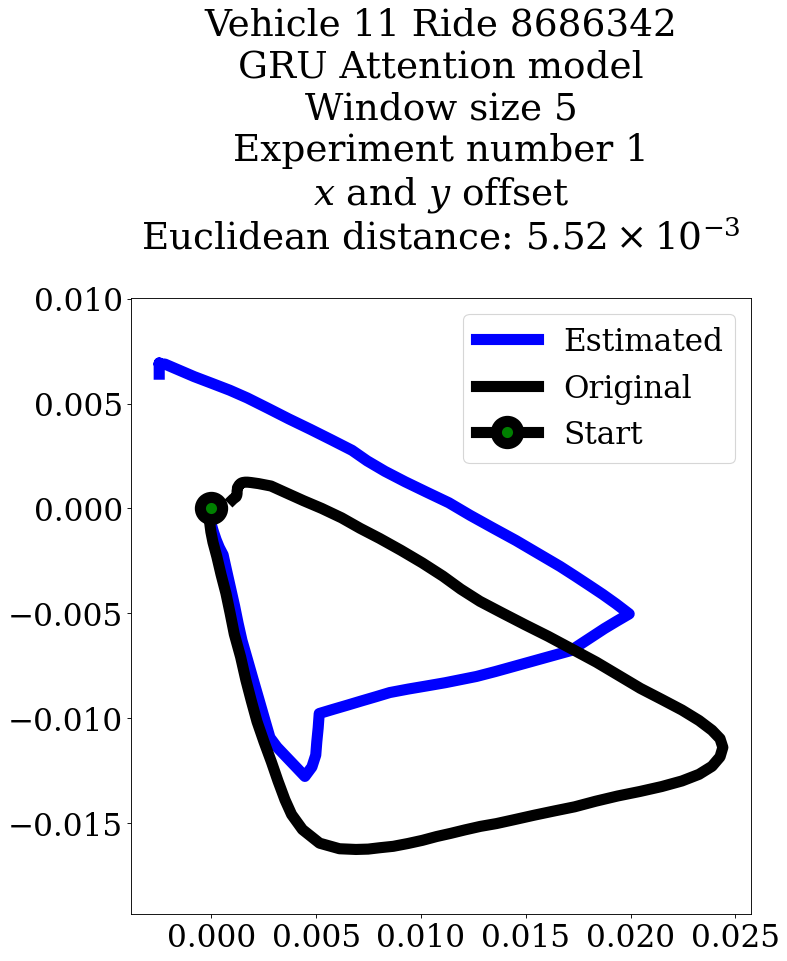 Vehicle 11 Ride 8686342
GRU Attention model
Window size 5
Experiment number 1
x and y offset
Euclidean distance: 5.52 × 10⁻³
0.010
Estimated
0.005
Original
Start
0.000
−0.005
−0.010
−0.015
0.000 0.005 0.010 0.015 0.020 0.025